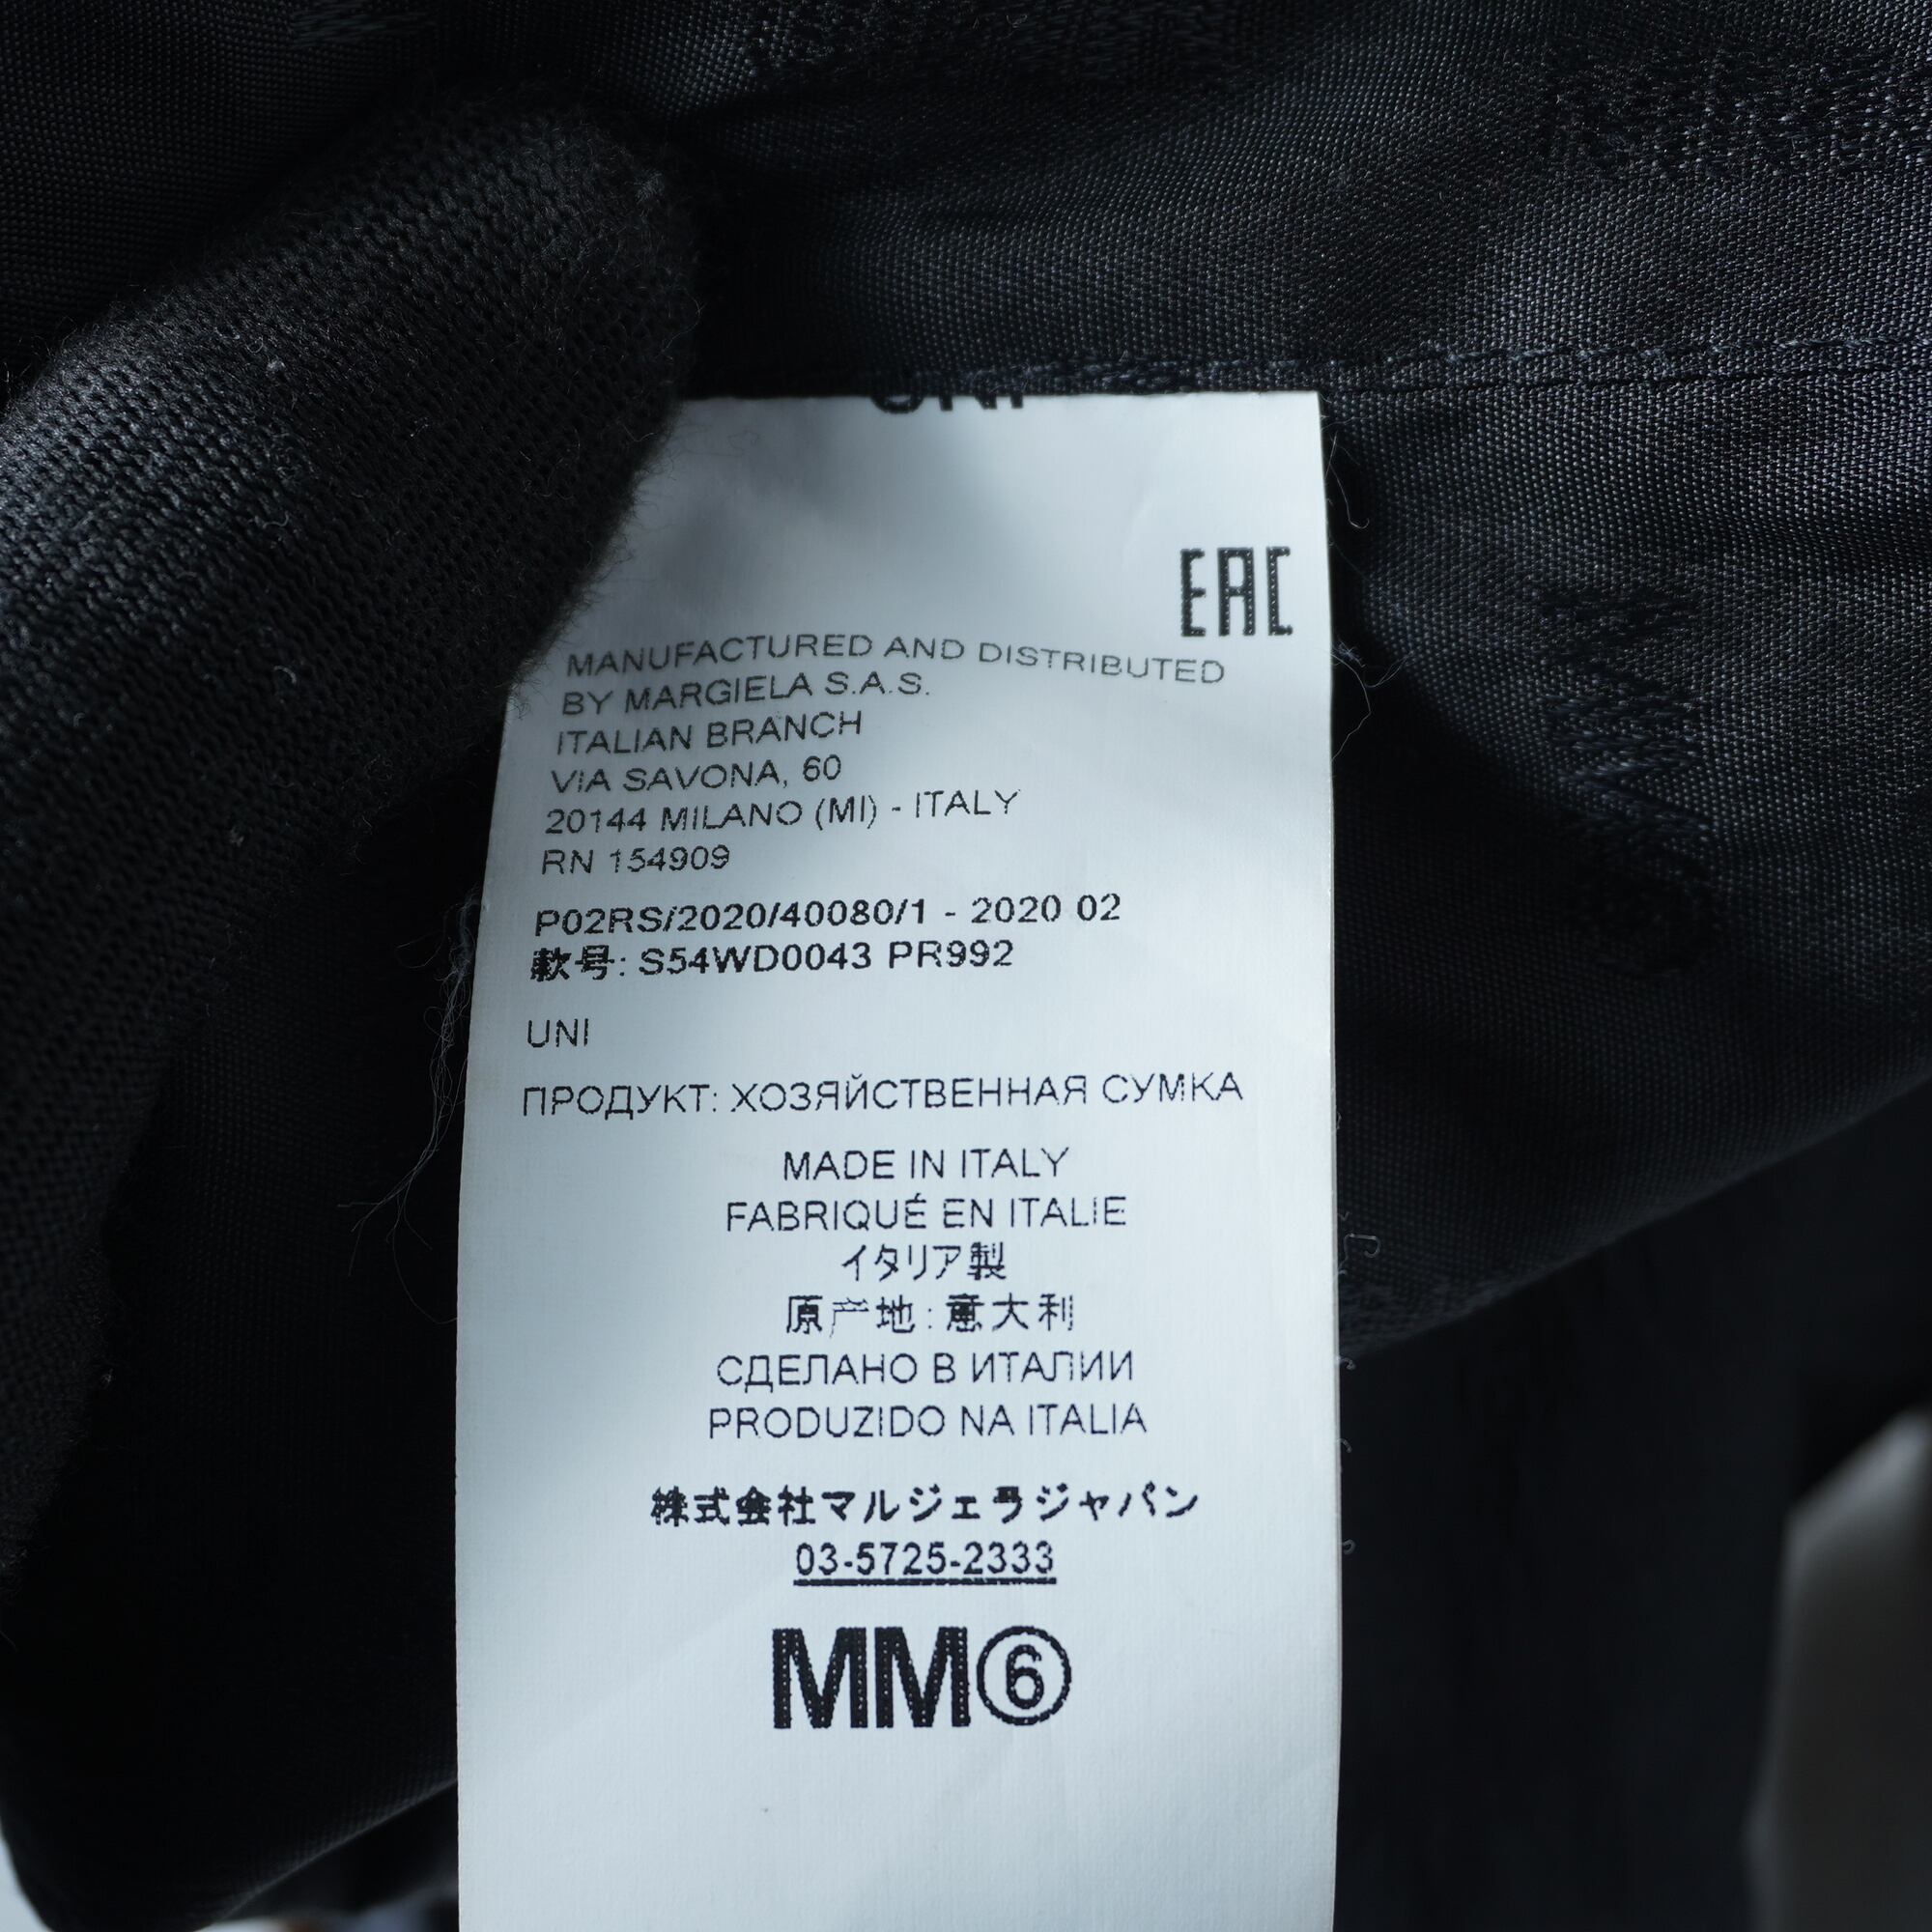 UNI
EAC
MANUFACTURED AND DISTRIBUTED
BY MARGIELA S.A.S.
ITALIAN BRANCH
VIA SAVONA, 60
20144 MILANO (MI) - ITALY
RN 154909
P02RS/2020/40080/1 - 2020 02
款号: S54WD0043 PR992
UNI
ПРОДУКТ: ХОЗЯЙСТВЕННАЯ СУМКА
MADE IN ITALY
FABRIQUÉ EN ITALIE
イタリア製
原产地: 意大利
СДЕЛАНО В ИТАЛИИ
PRODUZIDO NA ITALIA
株式会社マルジェラジャパン
03-5725-2333
MM⑥